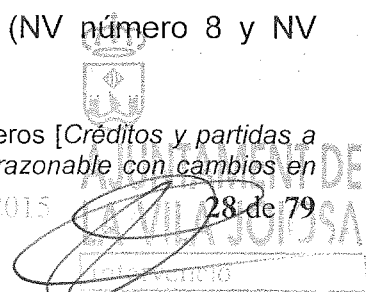 (NV número 8 y NV
eros [Créditos y partidas a
razonable con cambios en
AJUNTAMENT DE
2015
28 de 79
LA VILA JOIOSA